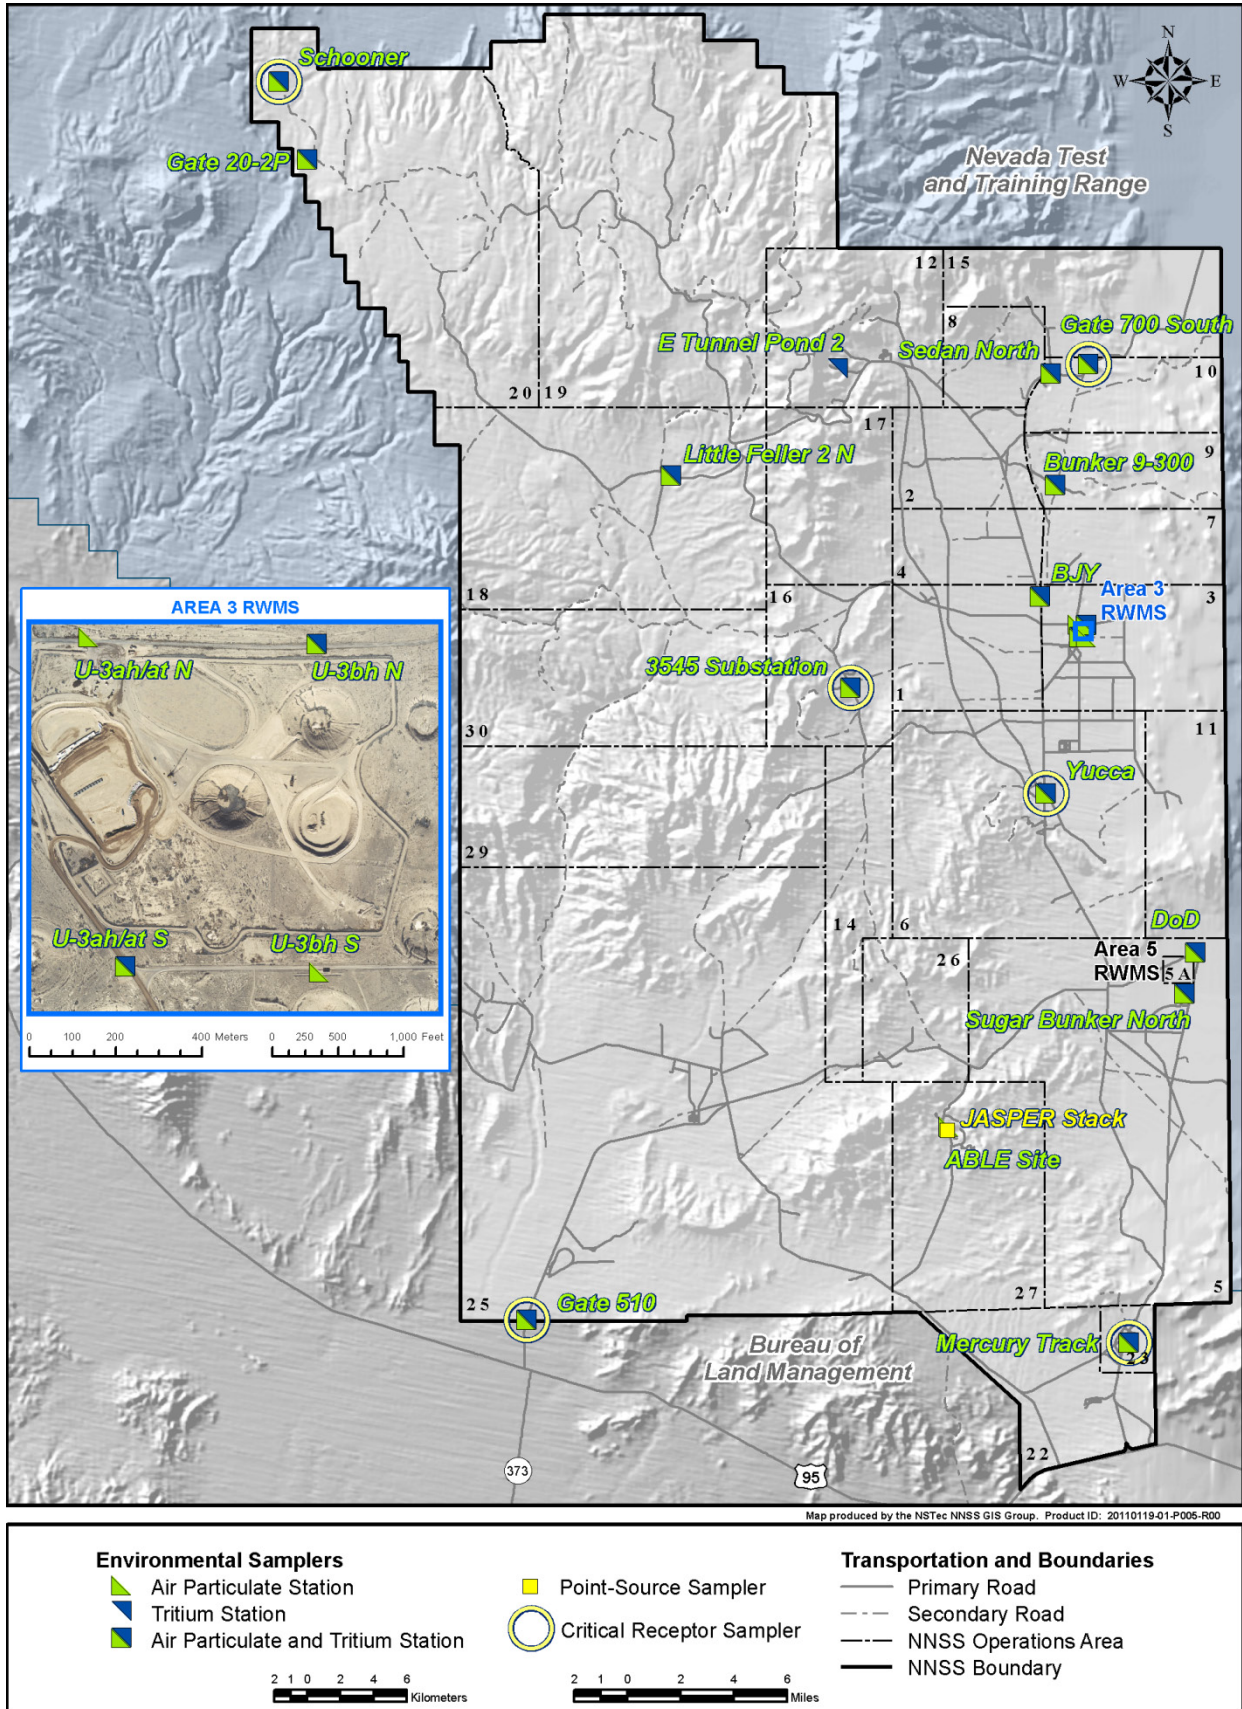 N
W
E
S
Schooner
Gate 20-2P
Nevada Test
and Training Range
12
15
8
Gate 700 South
E Tunnel Pond 2
Sedan North
10
20
19
17
9
Little Feller 2 N
Bunker 9-300
2
7
4
BJY
Area 3
RWMS
3
18
16
AREA 3 RWMS
U-3ah/at N
U-3bh N
U-3ah/at S
U-3bh S
0 100 200 400 Meters
0 250 500 1,000 Feet
3545 Substation
1
30
11
Yucca
29
14
6
DoD
26
Area 5
RWMS
5A
Sugar Bunker North
JASPER Stack
ABLE Site
25
Gate 510
27
5
Bureau of
Land Management
Mercury Track
23
22
373
95
Map produced by the NSTec NNSS GIS Group. Product ID: 20110119-01-P005-R00
Environmental Samplers
Air Particulate Station
Tritium Station
Air Particulate and Tritium Station
Point-Source Sampler
Critical Receptor Sampler
Transportation and Boundaries
Primary Road
Secondary Road
NNSS Operations Area
NNSS Boundary
2 1 0 2 4 6
Kilometers
2 1 0 2 4 6
Miles